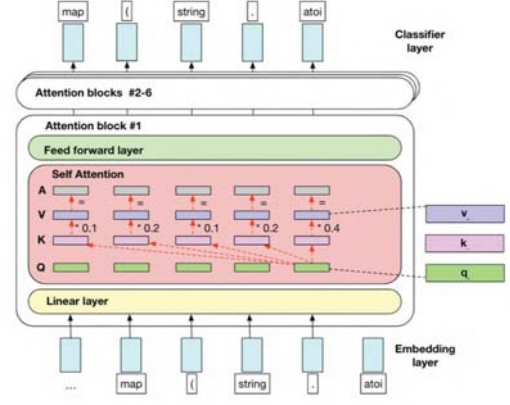 map ( string , atoi
Classifier
layer
Attention blocks #2-6
Attention block #1
Feed forward layer
Self Attention
A
= = = = =
V
v
* 0.1 * 0.2 * 0.1 * 0.2 * 0.4
K
k
Q
q
Linear layer
Embedding
layer
... map ( string , atoi